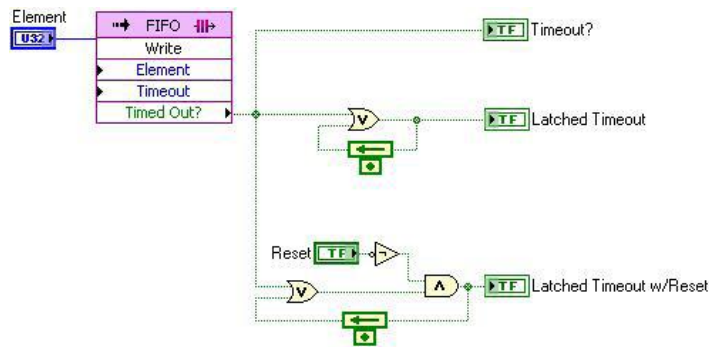 Element
U32
FIFO
Write
Element
Timeout
Timed Out?
TF
Timeout?
V
TF
Latched Timeout
Reset
TF
V
Λ
TF
Latched Timeout w/Reset